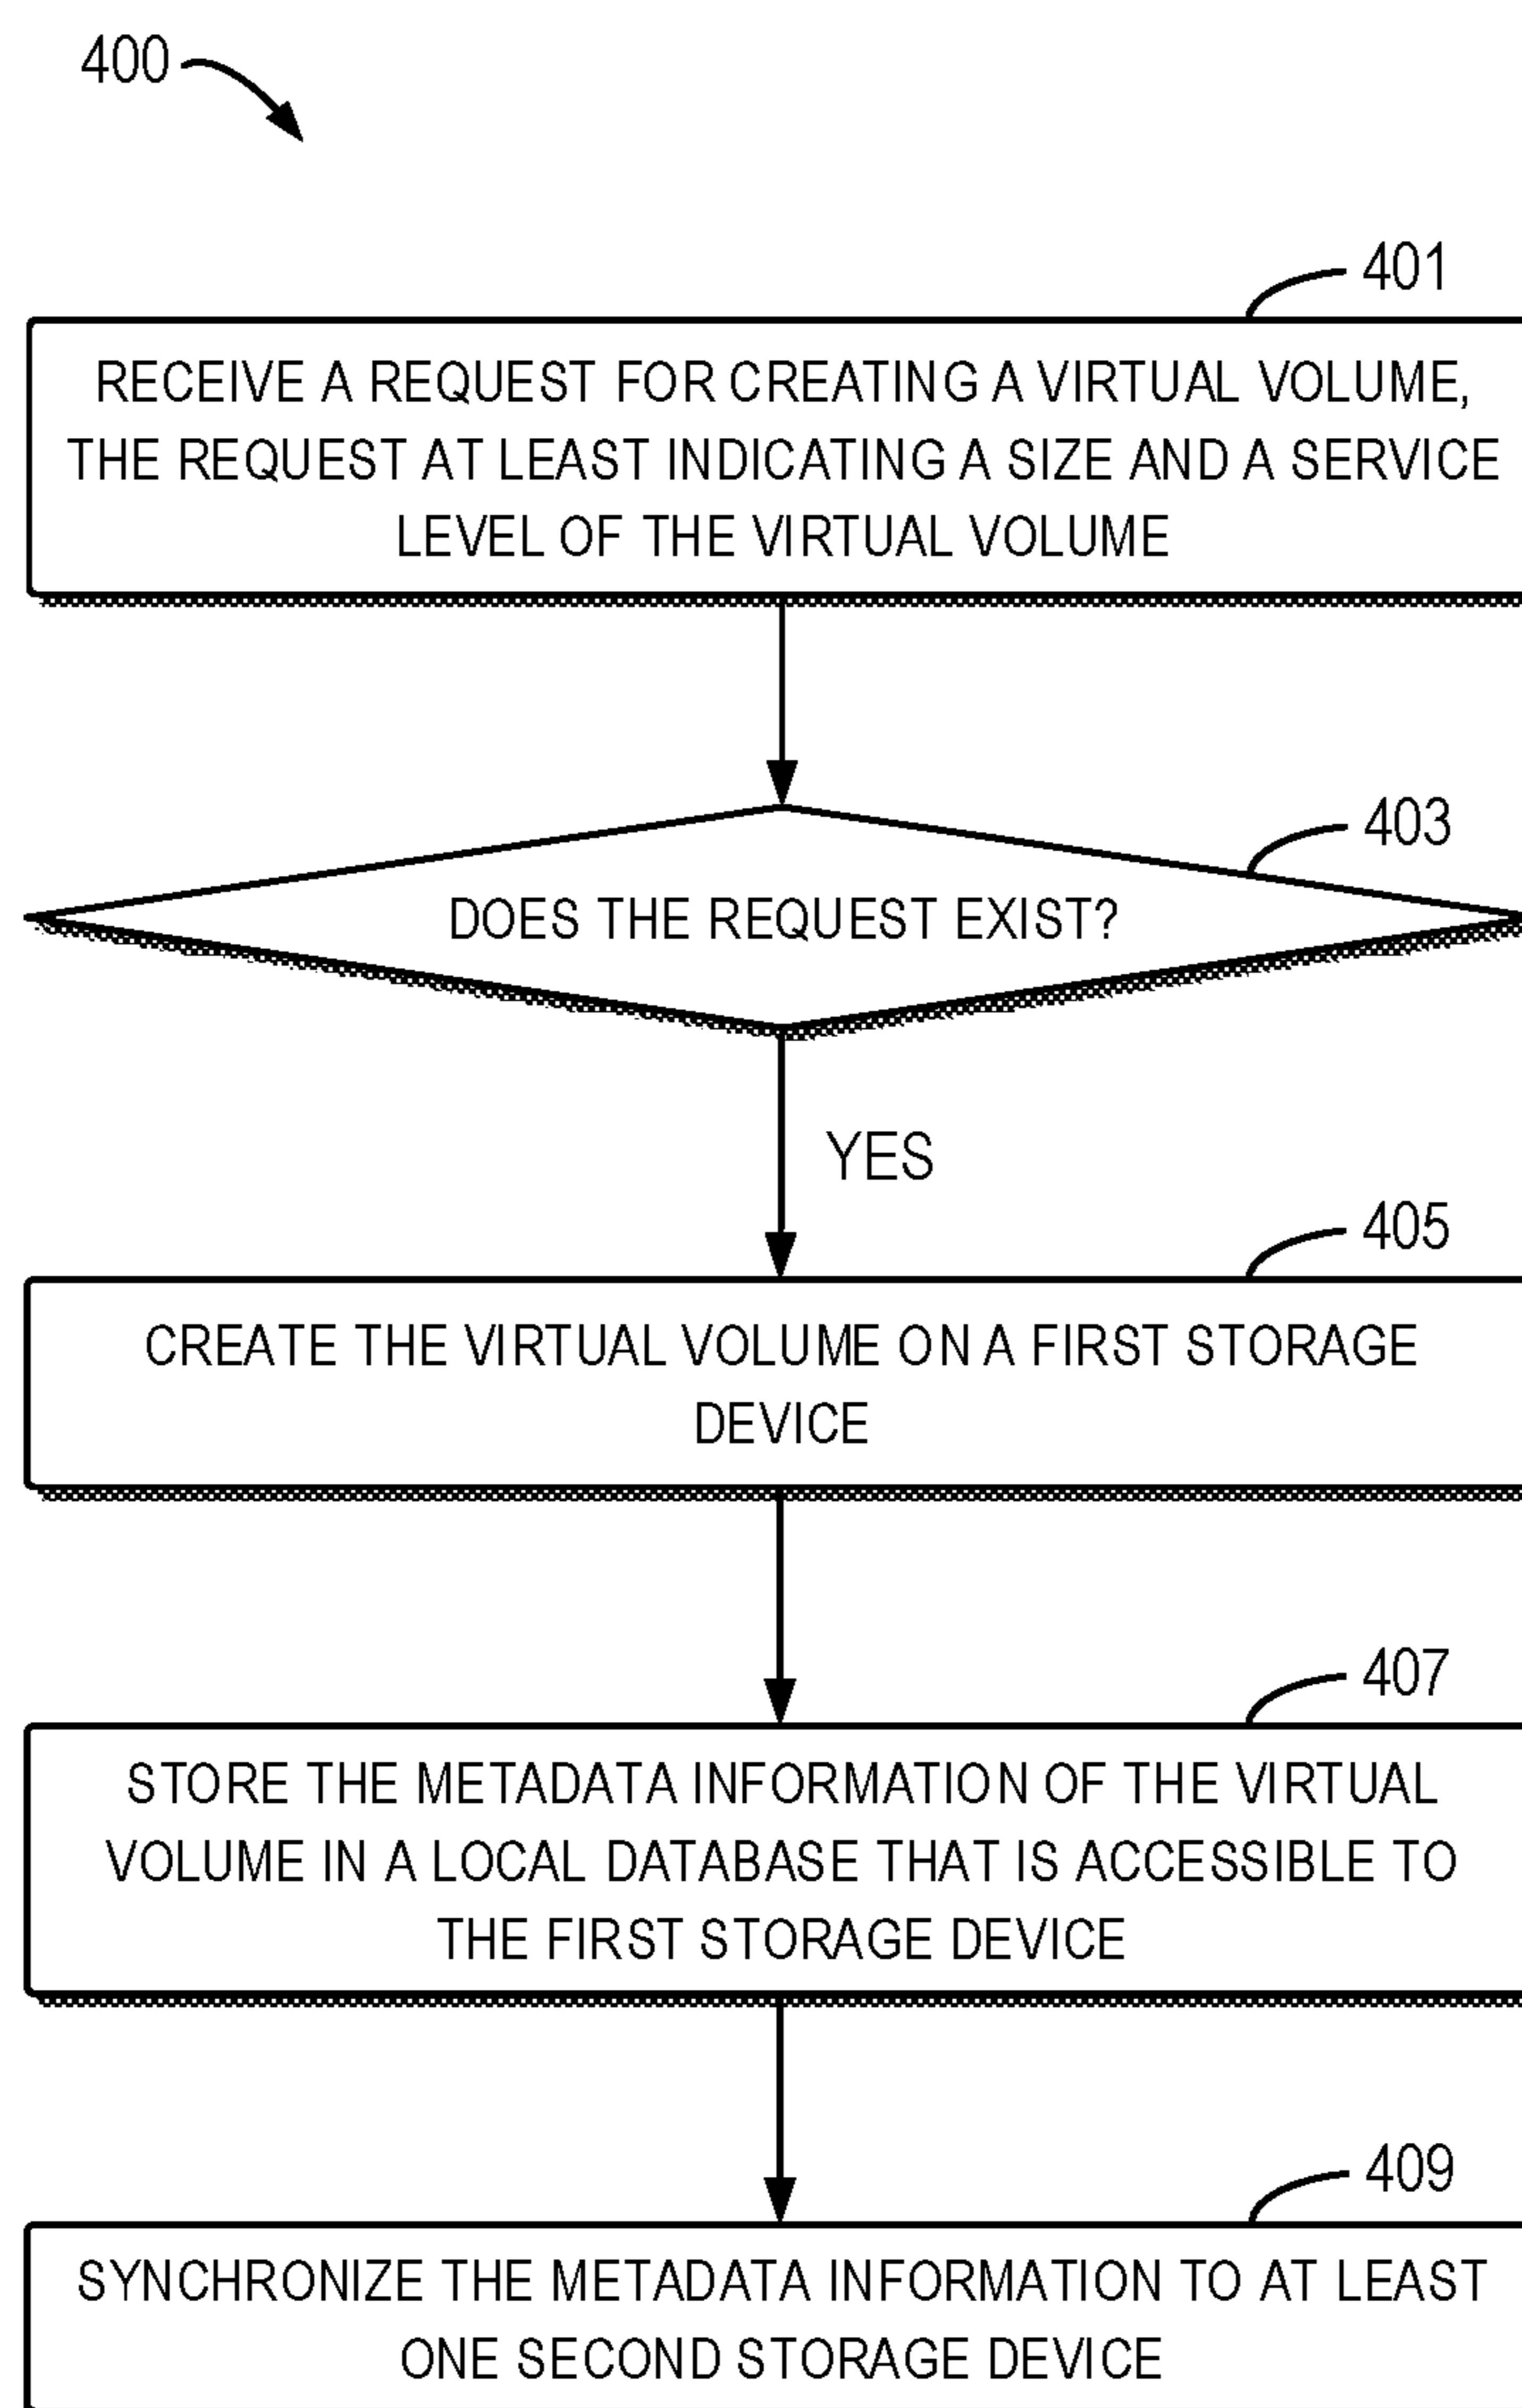 400
401
RECEIVE A REQUEST FOR CREATING A VIRTUAL VOLUME,
THE REQUEST AT LEAST INDICATING A SIZE AND A SERVICE
LEVEL OF THE VIRTUAL VOLUME
403
DOES THE REQUEST EXIST?
YES
405
CREATE THE VIRTUAL VOLUME ON A FIRST STORAGE
DEVICE
407
STORE THE METADATA INFORMATION OF THE VIRTUAL
VOLUME IN A LOCAL DATABASE THAT IS ACCESSIBLE TO
THE FIRST STORAGE DEVICE
409
SYNCHRONIZE THE METADATA INFORMATION TO AT LEAST
ONE SECOND STORAGE DEVICE